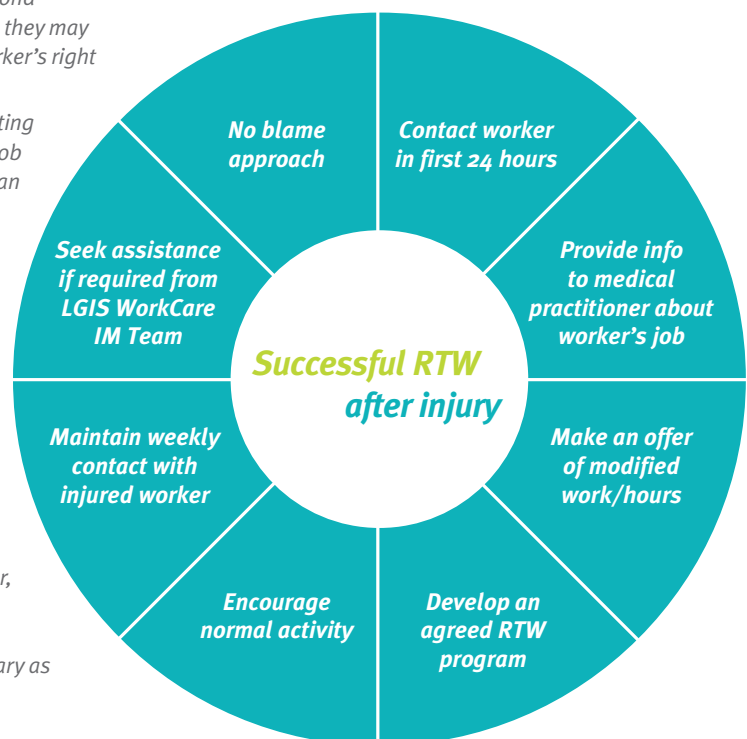 they may
rker's right
ting
ob
an
r,
ary as
No blame
approach
Contact worker
in first 24 hours
Provide info
to medical
practitioner about
worker's job
Make an offer
of modified
work/hours
Develop an
agreed RTW
program
Encourage
normal activity
Maintain weekly
contact with
injured worker
Seek assistance
if required from
LGIS WorkCare
IM Team
Successful RTW
after injury